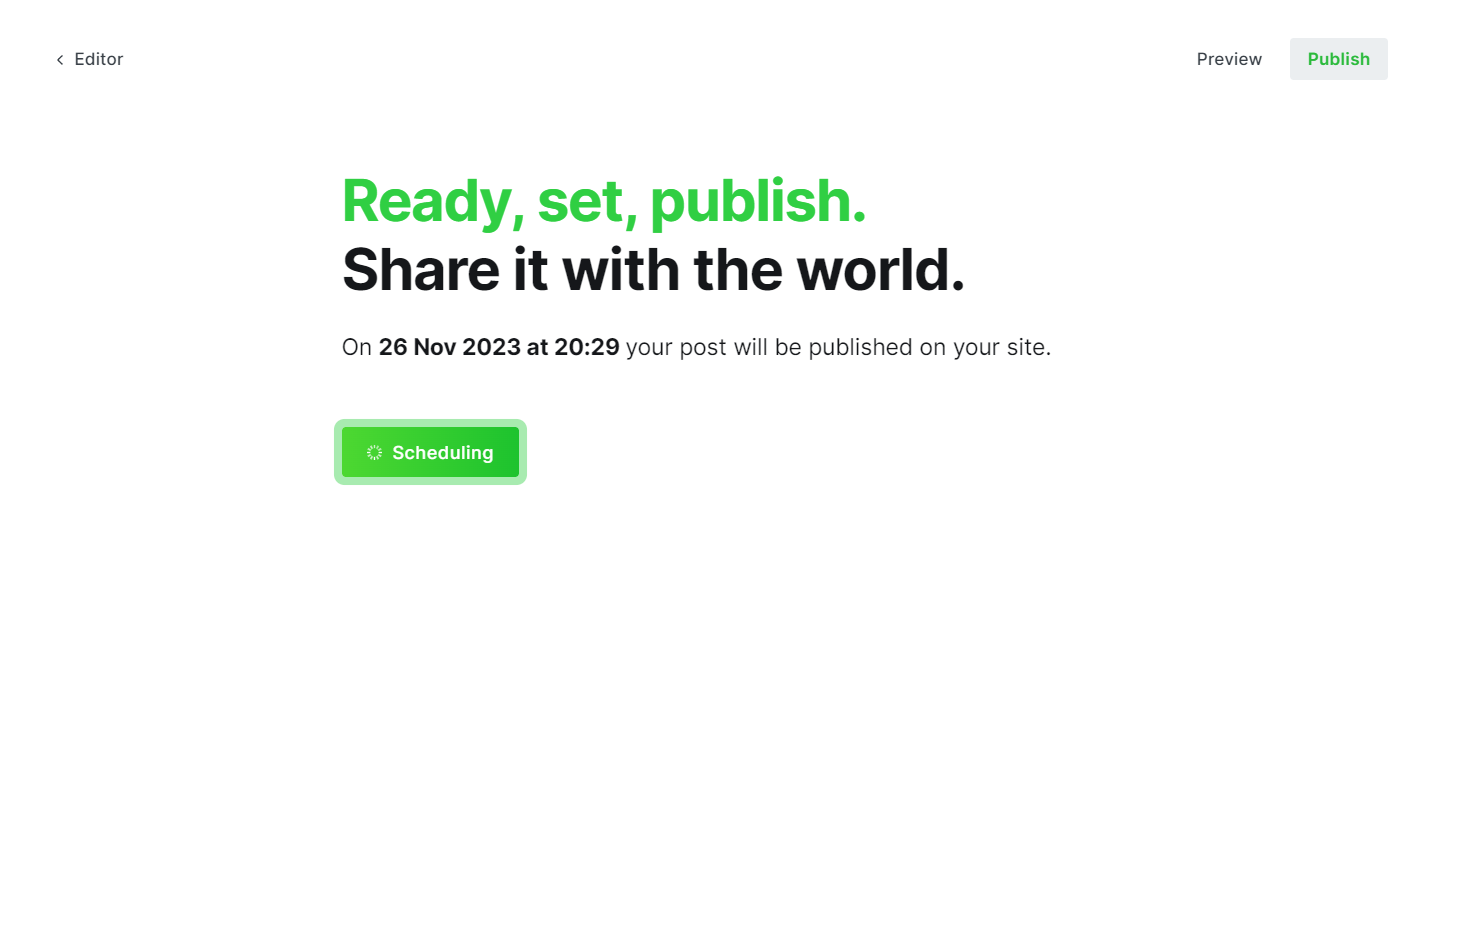 Editor
Preview
Publish
Ready, set, publish.
Share it with the world.
On 26 Nov 2023 at 20:29 your post will be published on your site.
Scheduling